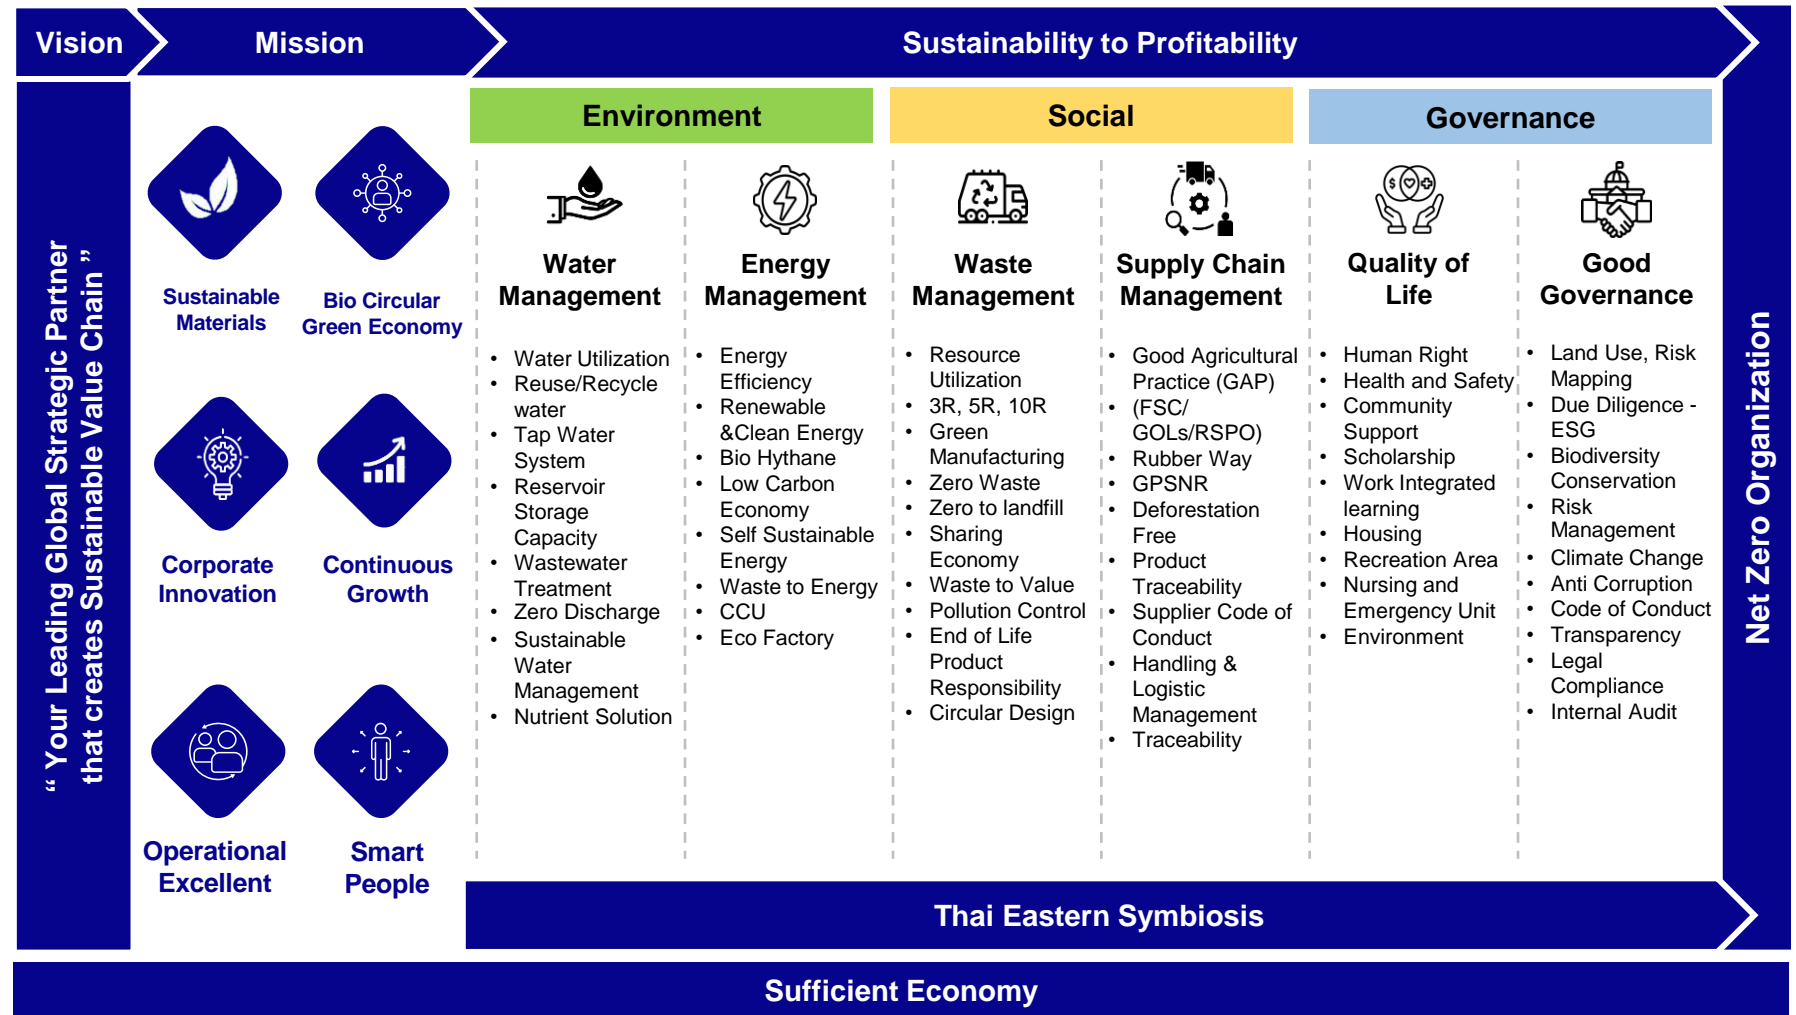 Vision
Mission
Sustainability to Profitability
“ Your Leading Global Strategic Partner
that creates Sustainable Value Chain ”
Sustainable
Materials
Bio Circular
Green Economy
Corporate
Innovation
Continuous
Growth
Operational
Excellent
Smart
People
Environment
Social
Governance
Water
Management
• Water Utilization
• Reuse/Recycle
water
• Tap Water
System
• Reservoir
Storage
Capacity
• Wastewater
Treatment
• Zero Discharge
• Sustainable
Water
Management
• Nutrient Solution
Energy
Management
• Energy
Efficiency
• Renewable
&Clean Energy
• Bio Hythane
• Low Carbon
Economy
• Self Sustainable
Energy
• Waste to Energy
• CCU
• Eco Factory
Waste
Management
• Resource
Utilization
• 3R, 5R, 10R
• Green
Manufacturing
• Zero Waste
• Zero to landfill
• Sharing
Economy
• Waste to Value
• Pollution Control
• End of Life
Product
Responsibility
• Circular Design
Supply Chain
Management
• Good Agricultural
Practice (GAP)
• (FSC/
GOLs/RSPO)
• Rubber Way
• GPSNR
• Deforestation
Free
• Product
Traceability
• Supplier Code of
Conduct
• Handling &
Logistic
Management
• Traceability
Quality of
Life
• Human Right
• Health and Safety
• Community
Support
• Scholarship
• Work Integrated
learning
• Housing
• Recreation Area
• Nursing and
Emergency Unit
• Environment
Good
Governance
• Land Use, Risk
Mapping
• Due Diligence -
ESG
• Biodiversity
Conservation
• Risk
Management
• Climate Change
• Anti Corruption
• Code of Conduct
• Transparency
• Legal
Compliance
• Internal Audit
Net Zero Organization
Thai Eastern Symbiosis
Sufficient Economy